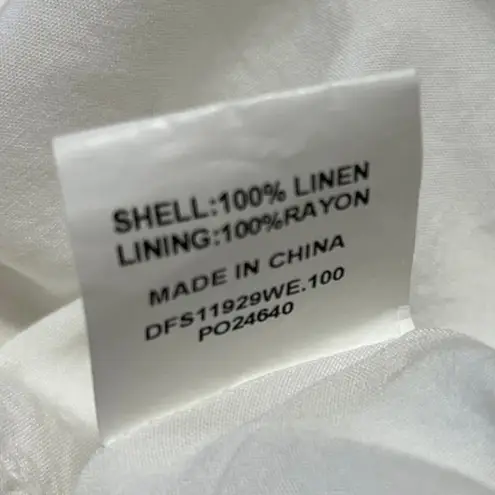 SHELL:100% LINEN
LINING:100%RAYON
MADE IN CHINA
DFS11929WE.100
PO24640